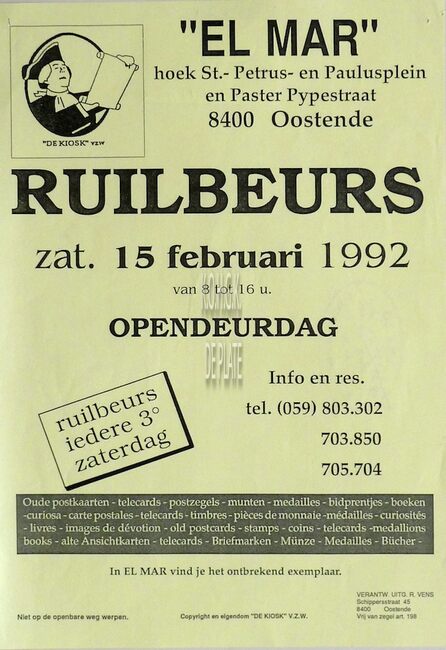 "EL MAR"
hoek St.- Petrus- en Paulusplein
en Paster Pypestraat
8400 Oostende
"DE KIOSK" VZW
RUILBEURS
zat. 15 februari 1992
van 8 tot 16 u.
KON.G.K.
DE PLATE
OPENDEURDAG
Info en res.
tel. (059) 803.302
703.850
705.704
ruilbeurs
iedere 3°
zaterdag
Oude postkaarten - telecards - postzegels - munten - medailles - bidprentjes - boeken
-curiosa - carte postales - telecards - timbres - pièces de monnaie -médailles - curiosités
- livres - images de dévotion - old postcards - stamps - coins - telecards -medallions
books - alte Ansichtkarten - telecards - Briefmarken - Münze - Medailles - Bücher -
In EL MAR vind je het ontbrekend exemplaar.
VERANTW. UITG. R. VENS
Schippersstraat 45
8400 Oostende
Vrij van zegel art. 198
Niet op de openbare weg werpen.
Copyright en eigendom "DE KIOSK" V.Z.W.